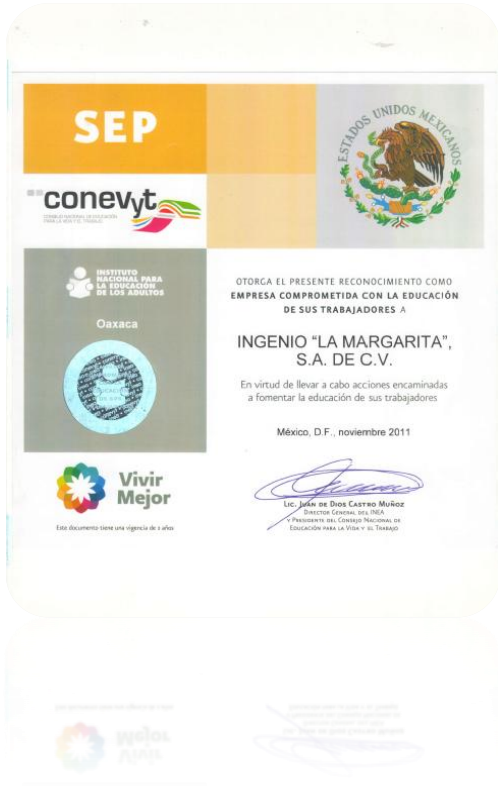 SEP
ESTADOS UNIDOS MEXICANOS
conevyt
CONSEJO NACIONAL DE EDUCACIÓN
PARA LA VIDA Y EL TRABAJO
INSTITUTO
NACIONAL PARA
LA EDUCACIÓN
DE LOS ADULTOS
Oaxaca
OTORGA EL PRESENTE RECONOCIMIENTO COMO
EMPRESA COMPROMETIDA CON LA EDUCACIÓN
DE SUS TRABAJADORES A
INGENIO “LA MARGARITA”,
S.A. DE C.V.
En virtud de llevar a cabo acciones encaminadas
a fomentar la educación de sus trabajadores
México, D.F., noviembre 2011
Vivir
Mejor
Este documento tiene una vigencia de 2 años
LIC. JUAN DE DIOS CASTRO MUÑOZ
DIRECTOR GENERAL DEL INEA
Y PRESIDENTE DEL CONSEJO NACIONAL DE
EDUCACIÓN PARA LA VIDA Y EL TRABAJO